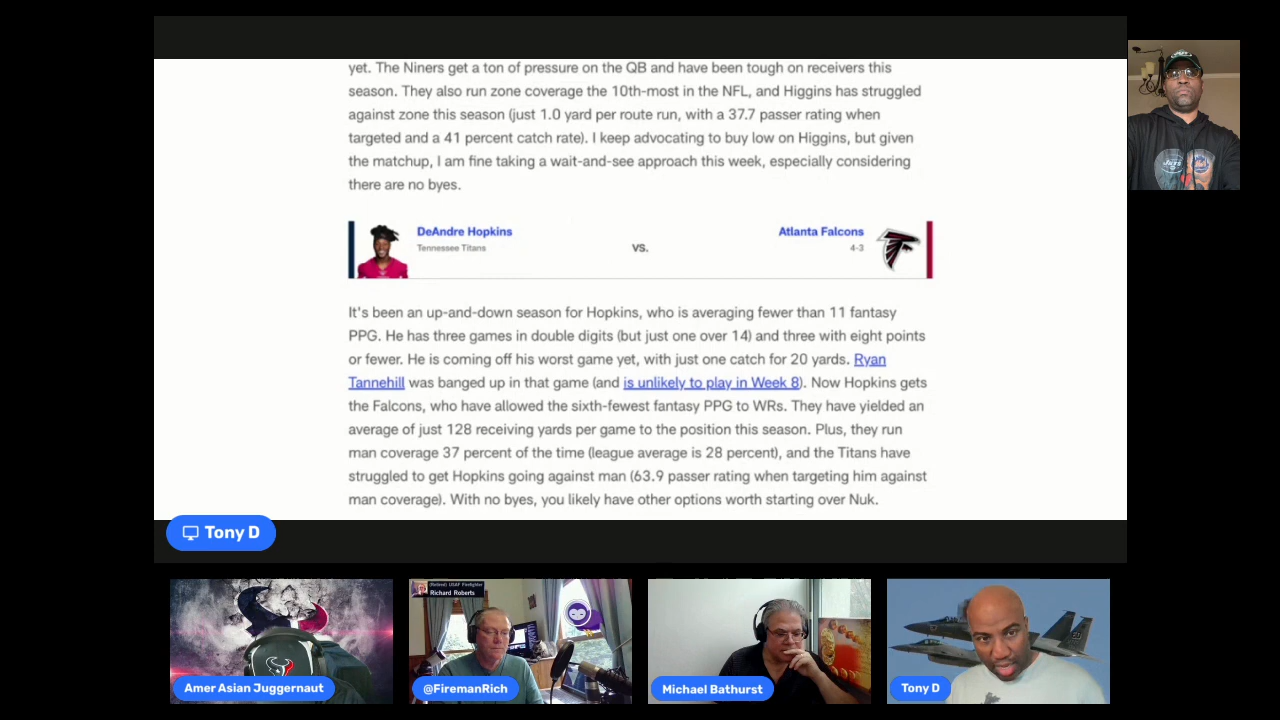 yet. The Niners get a ton of pressure on the QB and have been tough on receivers this
season. They also run zone coverage the 10th-most in the NFL, and Higgins has struggled
against zone this season (just 1.0 yard per route run, with a 37.7 passer rating when
targeted and a 41 percent catch rate). I keep advocating to buy low on Higgins, but given
the matchup, I am fine taking a wait-and-see approach this week, especially considering
there are no byes.
DeAndre Hopkins
Tennessee Titans
VS.
Atlanta Falcons
4-3
It's been an up-and-down season for Hopkins, who is averaging fewer than 11 fantasy
PPG. He has three games in double digits (but just one over 14) and three with eight points
or fewer. He is coming off his worst game yet, with just one catch for 20 yards. Ryan
Tannehill was banged up in that game (and is unlikely to play in Week 8). Now Hopkins gets
the Falcons, who have allowed the sixth-fewest fantasy PPG to WRs. They have yielded an
average of just 128 receiving yards per game to the position this season. Plus, they run
man coverage 37 percent of the time (league average is 28 percent), and the Titans have
struggled to get Hopkins going against man (63.9 passer rating when targeting him against
man coverage). With no byes, you likely have other options worth starting over Nuk.
Tony D
(Retired) USAF Firefighter
Richard Roberts
Amer Asian Juggernaut
@FiremanRich
Michael Bathurst
Tony D
JETS